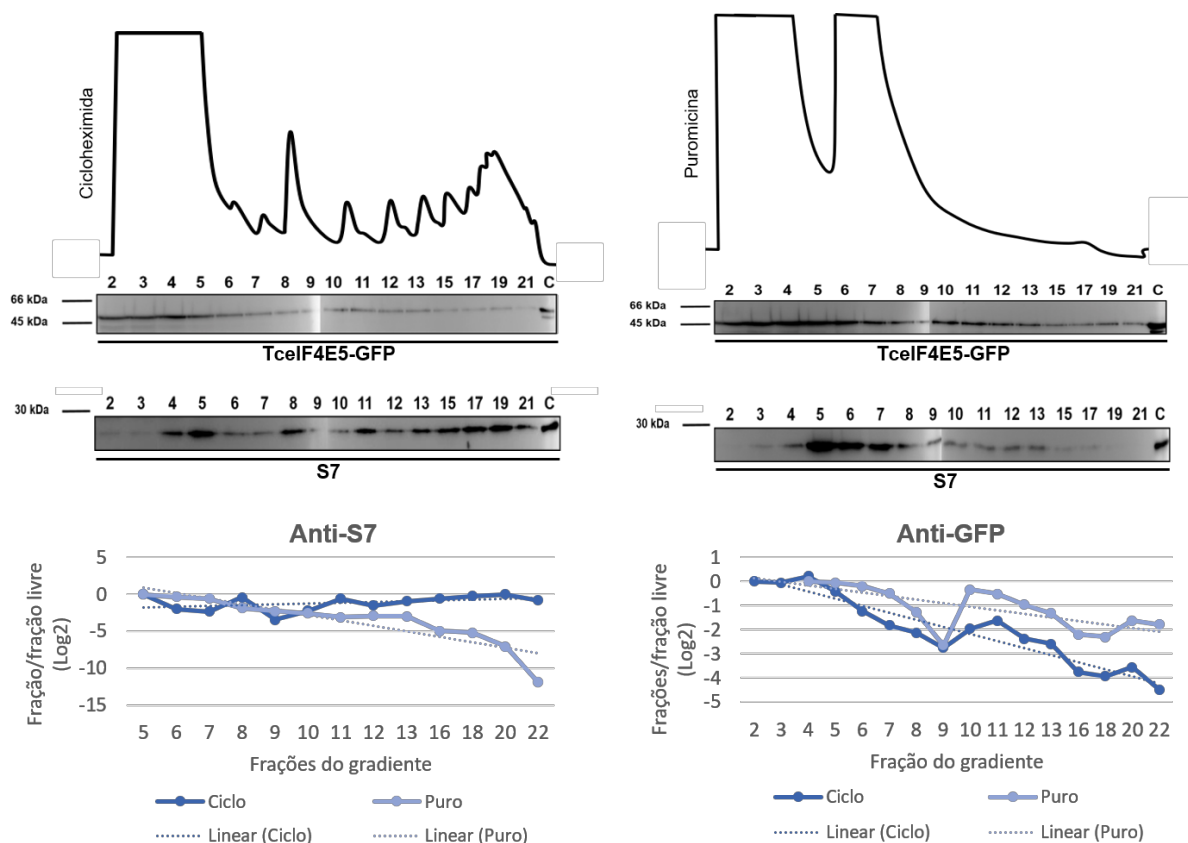 Cicloheximida
2 3 4 5 6 7 8 9 10 11 12 13 15 17 19 21 C
66 kDa
45 kDa
TceIF4E5-GFP
2 3 4 5 6 7 8 9 10 11 12 13 15 17 19 21 C
30 kDa
S7
Puromicina
2 3 4 5 6 7 8 9 10 11 12 13 15 17 19 21 C
66 kDa
45 kDa
TceIF4E5-GFP
2 3 4 5 6 7 8 9 10 11 12 13 15 17 19 21 C
30 kDa
S7
Anti-S7
Fração/fração livre
(Log2)
5
0
-5
-10
-15
5 6 7 8 9 10 11 12 13 16 18 20 22
Frações do gradiente
Ciclo Puro
Linear (Ciclo) Linear (Puro)
Anti-GFP
Frações/fração livre
(Log2)
1
0
-1
-2
-3
-4
-5
2 3 4 5 6 7 8 9 10 11 12 13 16 18 20 22
Fração do gradiente
Ciclo Puro
Linear (Ciclo) Linear (Puro)